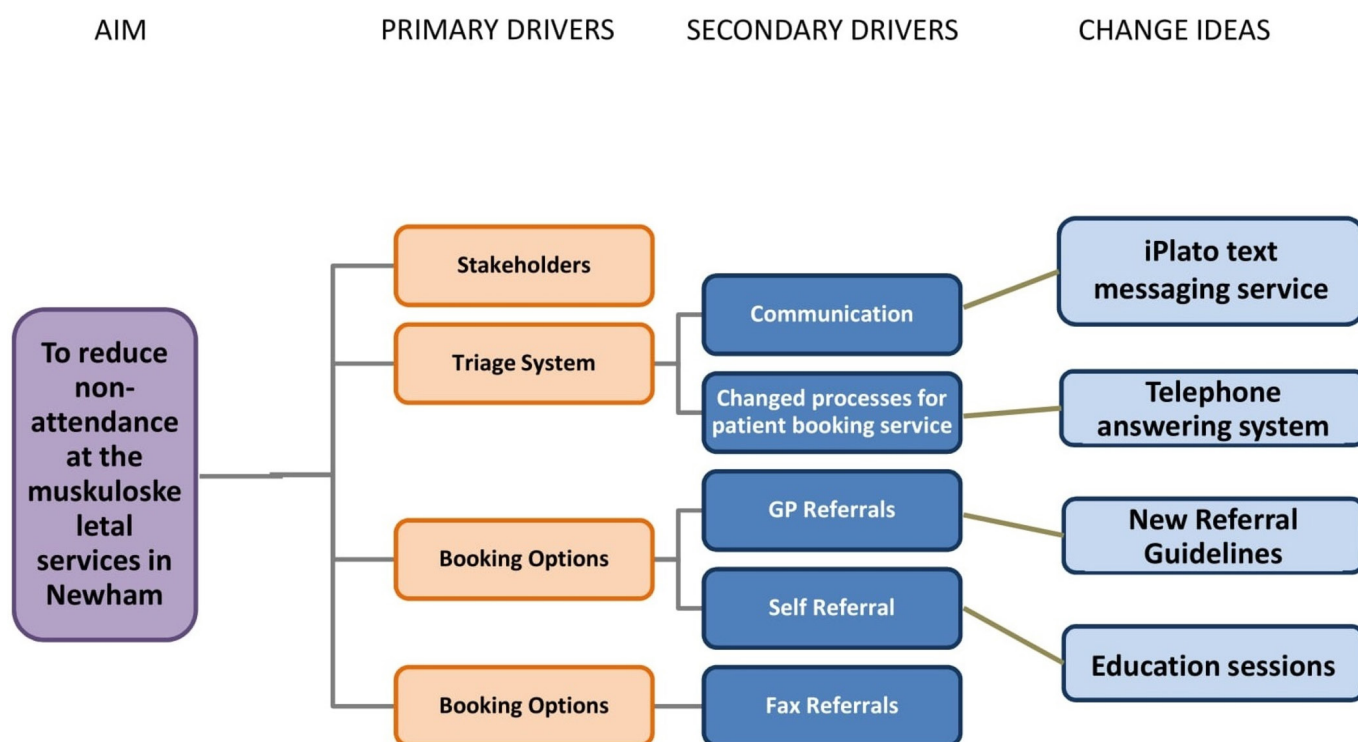 AIM
PRIMARY DRIVERS
SECONDARY DRIVERS
CHANGE IDEAS
To reduce
non-
attendance
at the
muskuloske
letal
services in
Newham
Stakeholders
Triage System
Booking Options
Booking Options
Communication
Changed processes for
patient booking service
GP Referrals
Self Referral
Fax Referrals
iPlato text
messaging service
Telephone
answering system
New Referral
Guidelines
Education sessions